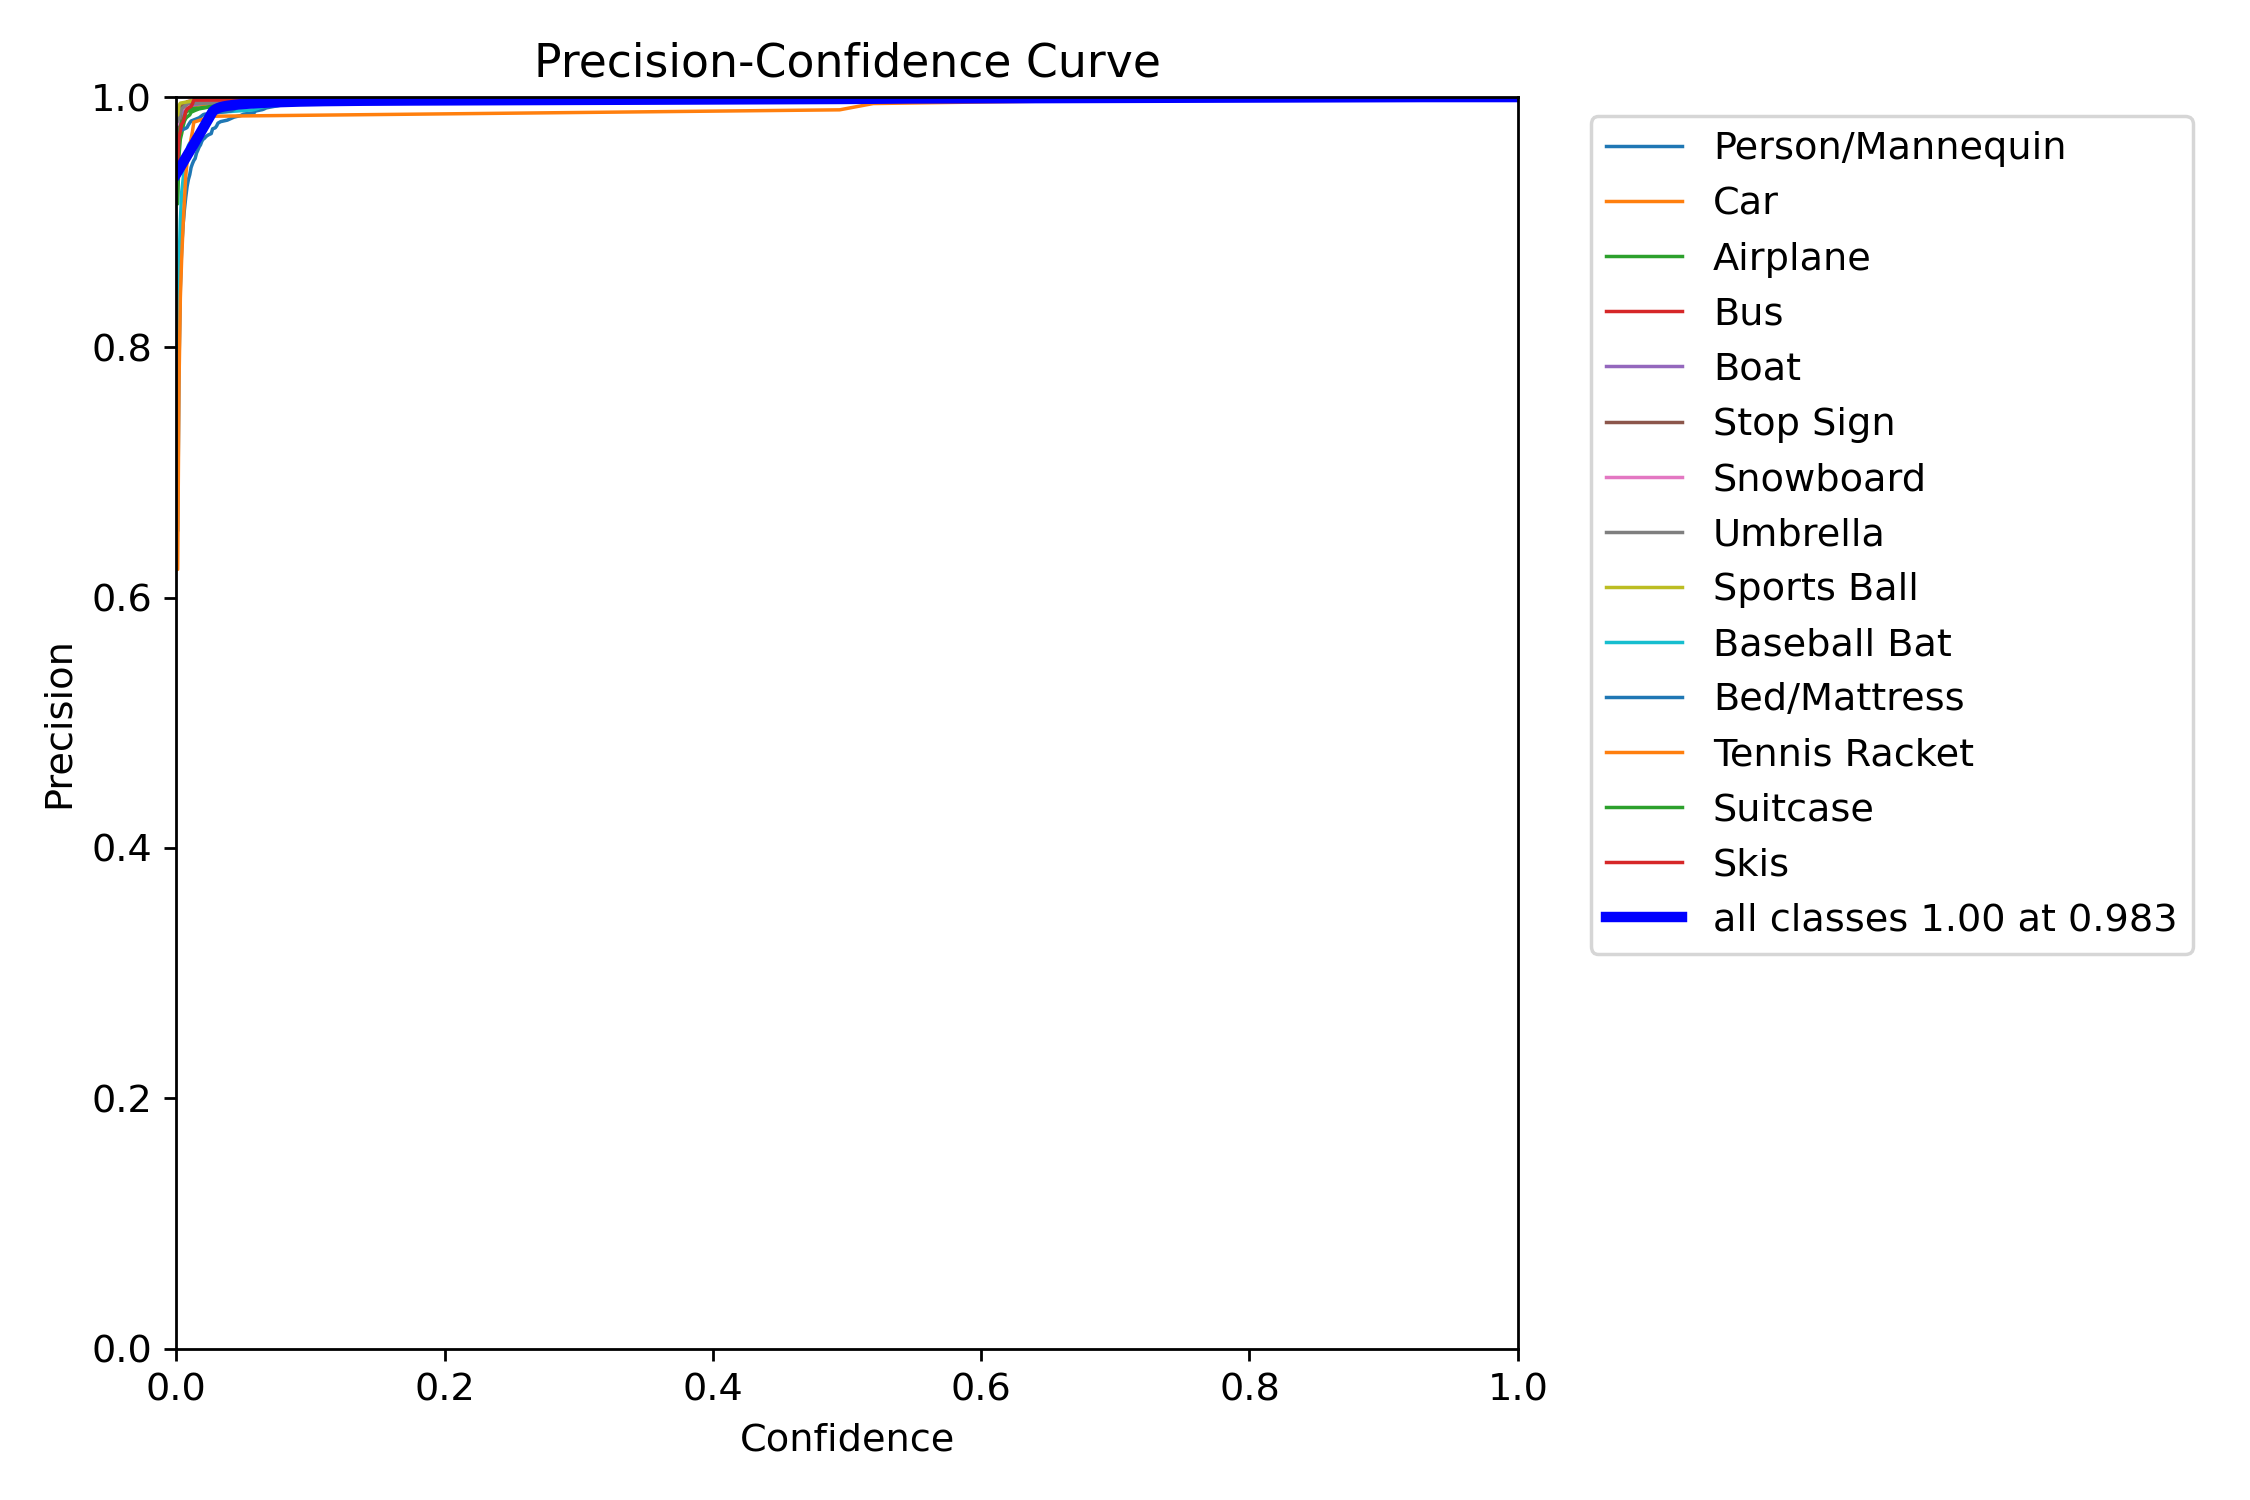 Precision-Confidence Curve
1.0
0.8
0.6
0.4
0.2
0.0
Precision
0.0 0.2 0.4 0.6 0.8 1.0
Confidence
Person/Mannequin
Car
Airplane
Bus
Boat
Stop Sign
Snowboard
Umbrella
Sports Ball
Baseball Bat
Bed/Mattress
Tennis Racket
Suitcase
Skis
all classes 1.00 at 0.983